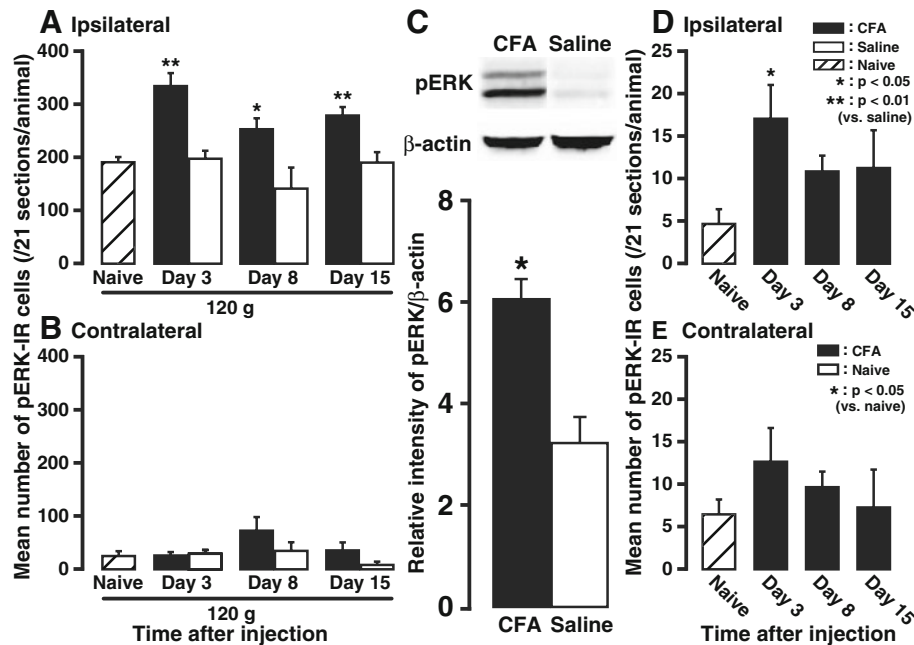 A Ipsilateral
Mean number of pERK-IR cells (/21 sections/animal)
400
300
200
100
0
**
*
**
Naive Day 3 Day 8 Day 15
120 g
B Contralateral
400
300
200
100
0
Naive Day 3 Day 8 Day 15
120 g
Time after injection
C
CFA Saline
pERK
β-actin
Relative intensity of pERK/β-actin
8
6
4
2
0
*
CFA Saline
D Ipsilateral
: CFA
: Saline
: Naive
* : p < 0.05
** : p < 0.01
(vs. saline)
Mean number of pERK-IR cells (/21 sections/animal)
25
20
15
10
5
0
*
Naive Day 3 Day 8 Day 15
E Contralateral
: CFA
: Naive
* : p < 0.05
(vs. naive)
25
20
15
10
5
0
Naive Day 3 Day 8 Day 15
Time after injection